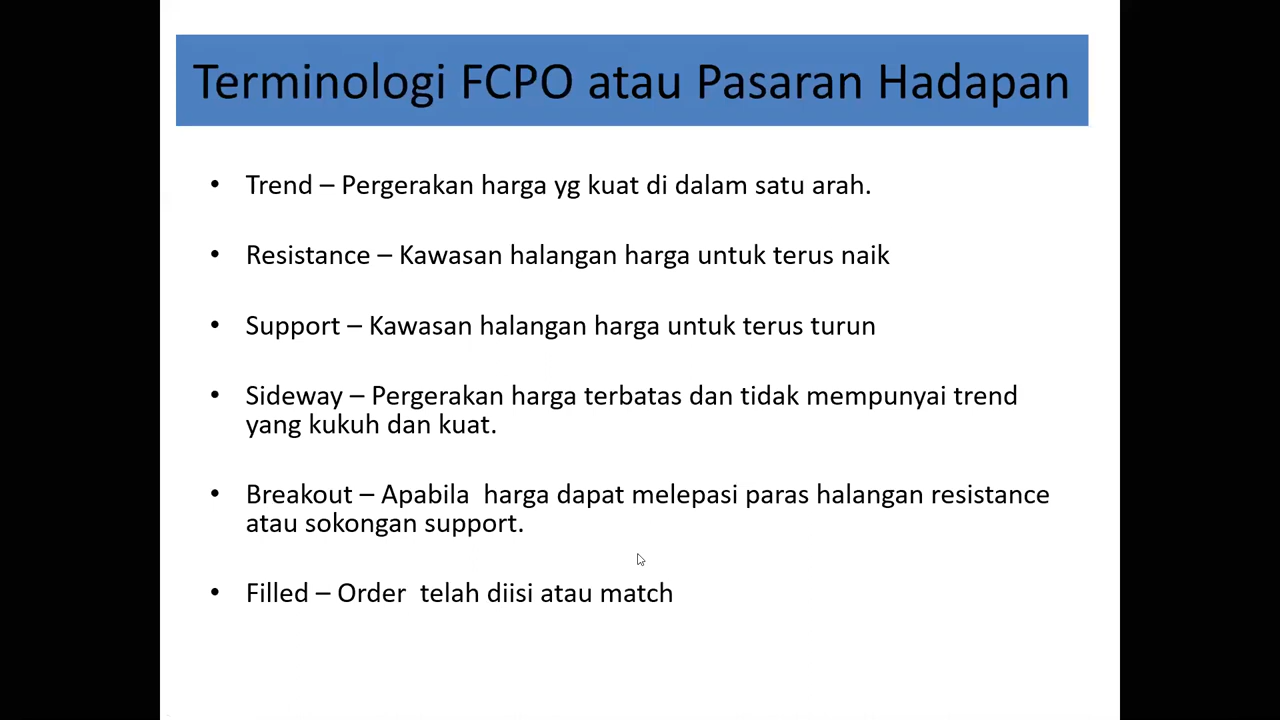 Terminologi FCPO atau Pasaran Hadapan
• Trend – Pergerakan harga yg kuat di dalam satu arah.
• Resistance – Kawasan halangan harga untuk terus naik
• Support – Kawasan halangan harga untuk terus turun
• Sideway – Pergerakan harga terbatas dan tidak mempunyai trend
yang kukuh dan kuat.
• Breakout – Apabila  harga dapat melepasi paras halangan resistance
atau sokongan support.
• Filled – Order  telah diisi atau match